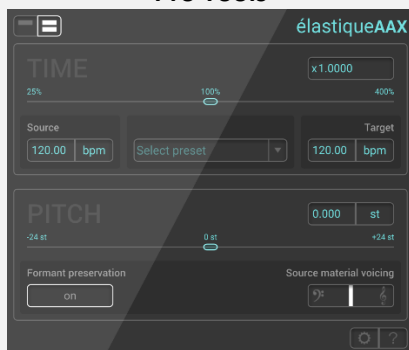 élastiqueAAX
TIME
x1.0000
25%
100%
400%
Source
Target
120.00 bpm
Select preset
120.00 bpm
PITCH
0.000 st
-24 st
0 st
+24 st
Formant preservation
Source material voicing
on
?